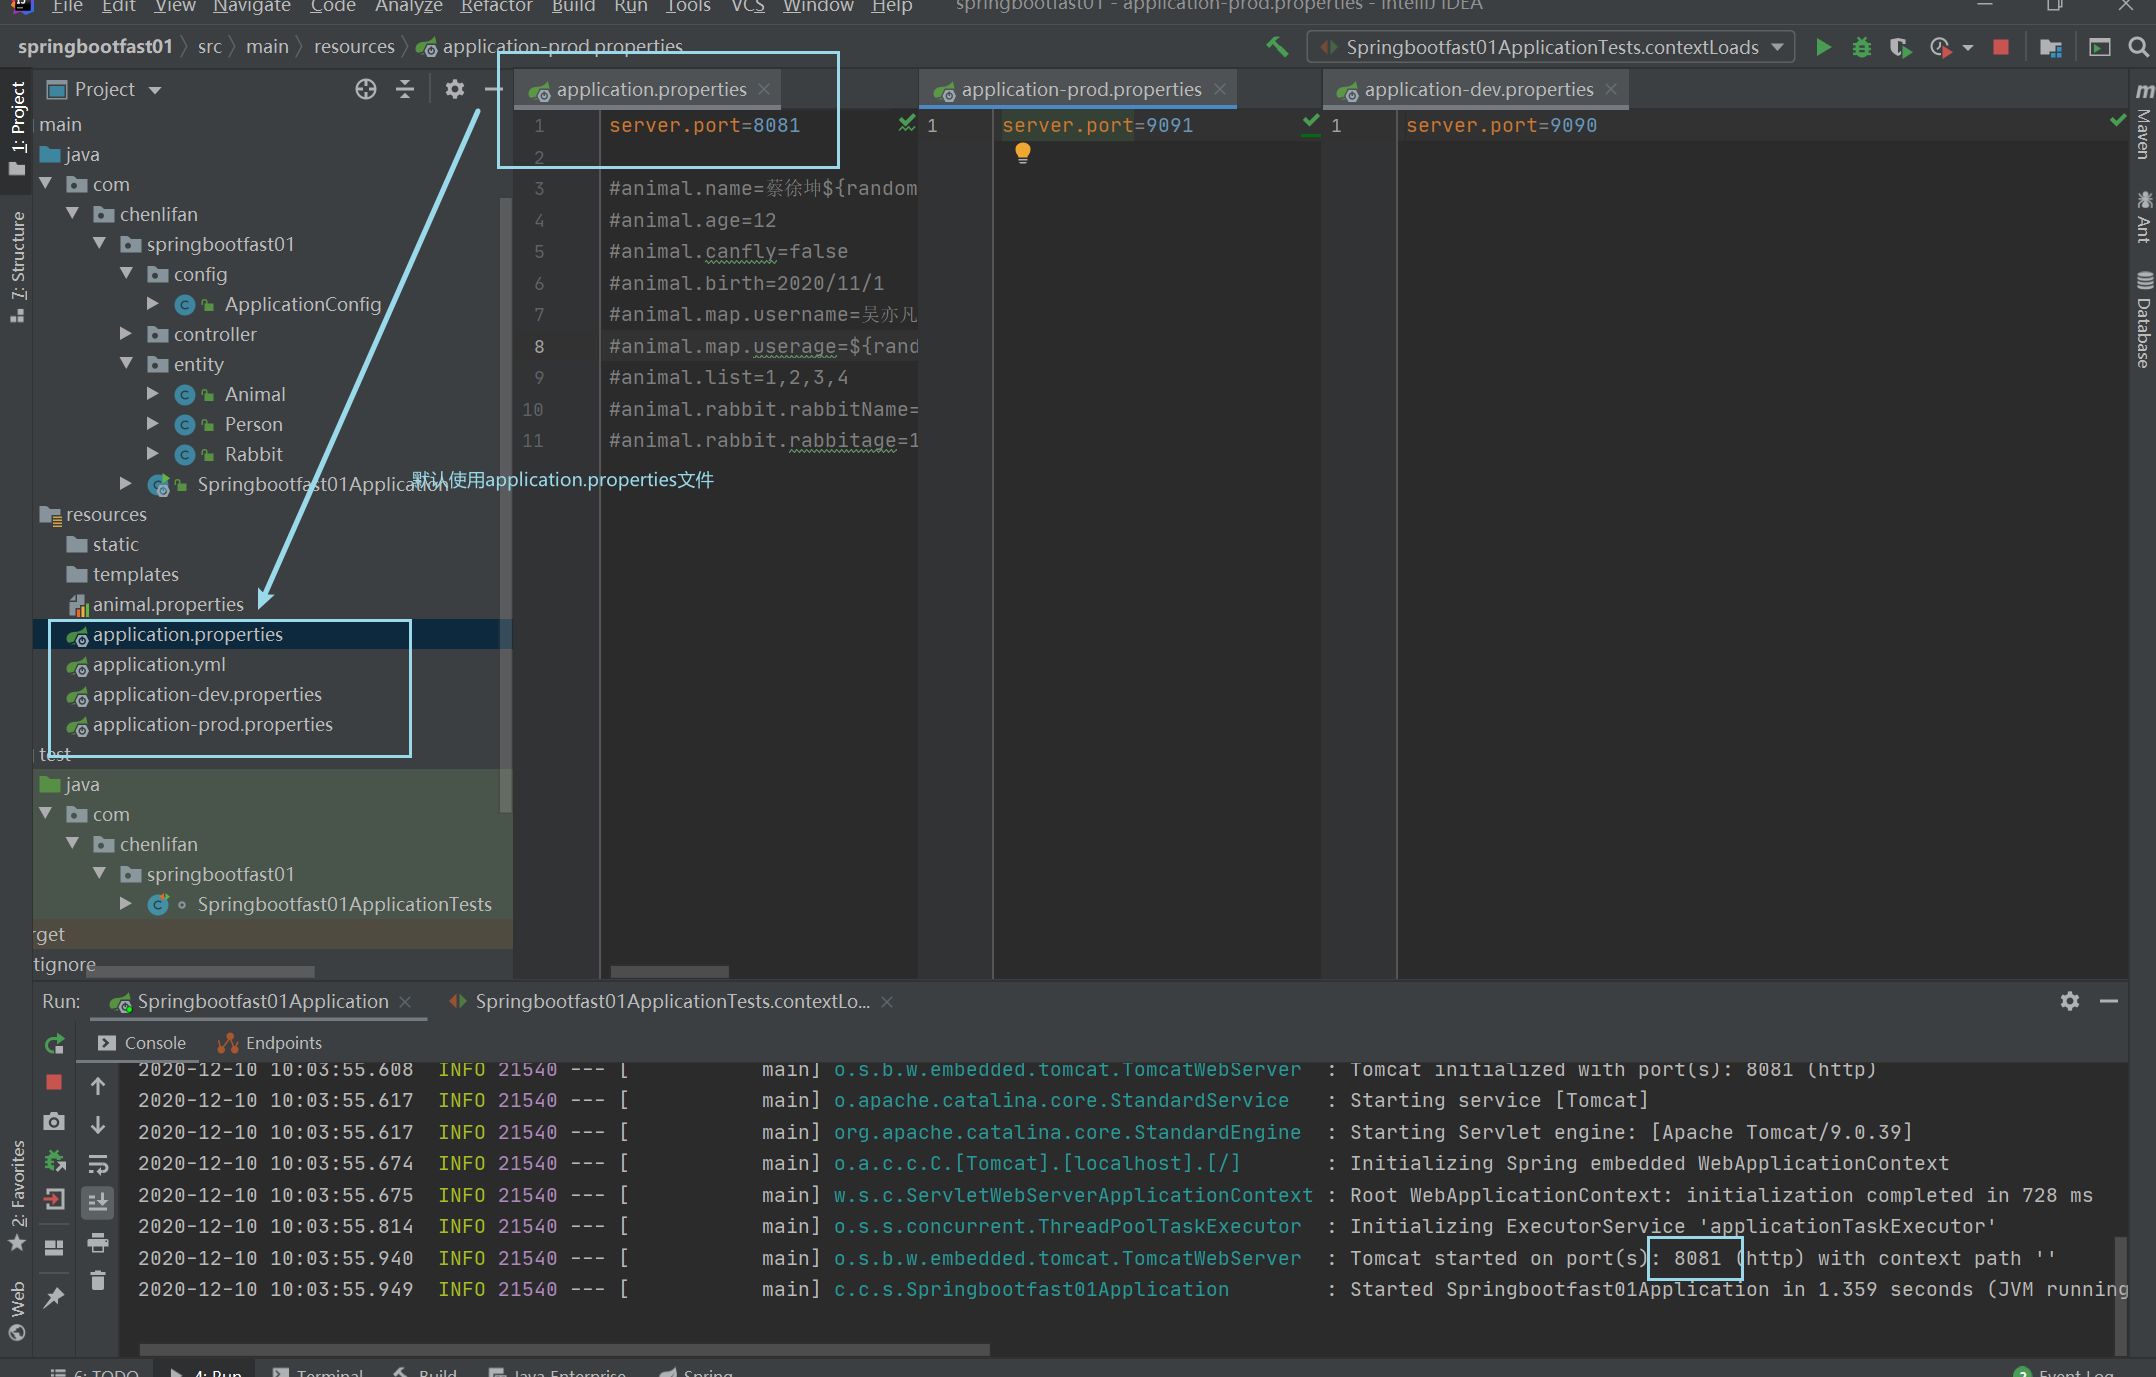 File Edit View Navigate Code Analyze Refactor Build Run Tools VCS Window Help springbootfast01 - application-prod.properties - IntelliJ IDEA
springbootfast01 src main resources application-prod.properties Springbootfast01ApplicationTests.contextLoads
1: Project
7: Structure
2: Favorites
Web
Project
main
java
com
chenlifan
springbootfast01
config
ApplicationConfig
controller
entity
Animal
Person
Rabbit
Springbootfast01Application
resources
static
templates
animal.properties
application.properties
application.yml
application-dev.properties
application-prod.properties
test
java
com
chenlifan
springbootfast01
Springbootfast01ApplicationTests
rget
tignore
application.properties
1 server.port=8081
2
3 #animal.name=蔡徐坤${random
4 #animal.age=12
5 #animal.canfly=false
6 #animal.birth=2020/11/1
7 #animal.map.username=吴亦凡
8 #animal.map.userage=${rand
9 #animal.list=1,2,3,4
10 #animal.rabbit.rabbitName=
11 #animal.rabbit.rabbitage=1
默认使用application.properties文件
application-prod.properties
1 server.port=9091
application-dev.properties
1 server.port=9090
Maven
Ant
Database
Run: Springbootfast01Application Springbootfast01ApplicationTests.contextLo...
Console Endpoints
2020-12-10 10:03:55.608 INFO 21540 --- [ main] o.s.b.w.embedded.tomcat.TomcatWebServer : Tomcat initialized with port(s): 8081 (http)
2020-12-10 10:03:55.617 INFO 21540 --- [ main] o.apache.catalina.core.StandardService : Starting service [Tomcat]
2020-12-10 10:03:55.617 INFO 21540 --- [ main] org.apache.catalina.core.StandardEngine : Starting Servlet engine: [Apache Tomcat/9.0.39]
2020-12-10 10:03:55.674 INFO 21540 --- [ main] o.a.c.c.C.[Tomcat].[localhost].[/] : Initializing Spring embedded WebApplicationContext
2020-12-10 10:03:55.675 INFO 21540 --- [ main] w.s.c.ServletWebServerApplicationContext : Root WebApplicationContext: initialization completed in 728 ms
2020-12-10 10:03:55.814 INFO 21540 --- [ main] o.s.s.concurrent.ThreadPoolTaskExecutor : Initializing ExecutorService 'applicationTaskExecutor'
2020-12-10 10:03:55.940 INFO 21540 --- [ main] o.s.b.w.embedded.tomcat.TomcatWebServer : Tomcat started on port(s): 8081 (http) with context path ''
2020-12-10 10:03:55.949 INFO 21540 --- [ main] c.c.s.Springbootfast01Application : Started Springbootfast01Application in 1.359 seconds (JVM running
6: TODO 4: Run Terminal Build Java Enterprise Spring 2 Event Log